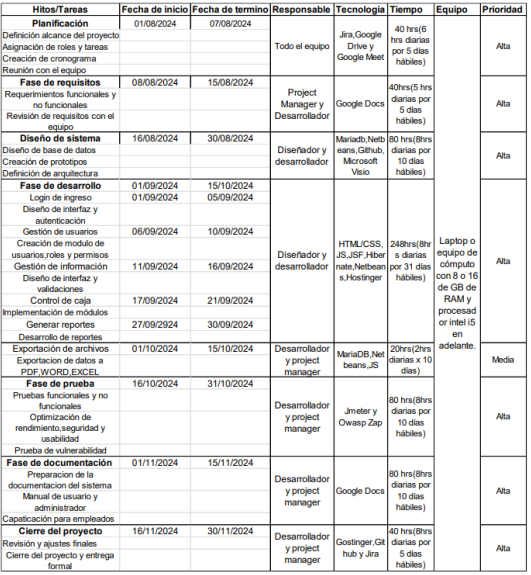 Hitos/Tareas Fecha de inicio Fecha de termino Responsable Tecnología Tiempo Equipo Prioridad
Planificación 01/08/2024 07/08/2024
Definición alcance del proyecto
Asignación de roles y tareas
Creación de cronograma
Reunión con el equipo
Todo el equipo
Jira,Google
Drive y
Google Meet
40 hrs(6
hrs diarias
por 5 días
hábiles)
Alta
Fase de requisitos 08/08/2024 15/08/2024
Requerimientos funcionales y
no funcionales
Revisión de requisitos con el
equipo
Project
Manager y
Desarrollador
Google Docs
40hrs(5 hrs
diarias por
5 días
hábiles)
Alta
Diseño de sistema 16/08/2024 30/08/2024
Diseño de base de datos
Creación de prototipos
Definición de arquitectura
Diseñador y
desarrollador
Mariadb,Netb
eans,Github,
Microsoft
Visio
80 hrs(8hrs
diarias por
10 días
hábiles)
Alta
Fase de desarrollo 01/09/2024 15/10/2024
Login de ingreso 01/09/2024 05/09/2024
Diseño de interfaz y
autenticación
Gestión de usuarios 06/09/2024 10/09/2024
Creación de modulo de
usuarios,roles y permisos
Gestión de información 11/09/2024 16/09/2024
Diseño de interfaz y
validaciones
Control de caja 17/09/2024 21/09/2024
Implementación de módulos
Generar reportes 27/09/2924 30/09/2024
Desarrollo de reportes
Diseñador y
desarrollador
HTML/CSS,
JS,JSF,Hiber
nate,Netbean
s,Hostinger
248hrs(8hr
s diarias
por 31 días
hábiles)
Alta
Laptop o
equipo de
cómputo
con 8 o 16
de GB de
RAM y
procesad
or intel i5
en
adelante.
Exportación de archivos 01/10/2024 15/10/2024
Exportacion de datos a
PDF,WORD,EXCEL
Desarrollador
y project
manager
MariaDB,Net
beans,JS
20hrs(2hrs
diarias x 10
días)
Media
Fase de prueba 16/10/2024 31/10/2024
Pruebas funcionales y no
funcionales
Optimización de
rendimiento,seguridad y
usabilidad
Prueba de vulnerabilidad
Desarrollador
y project
manager
Jmeter y
Owasp Zap
80 hrs(8hrs
diarias por
10 días
hábiles)
Alta
Fase de documentación 01/11/2024 15/11/2024
Preparacion de la
documentacion del sistema
Manual de usuario y
administrador
Capaticación para empleados
Desarrollador
y project
manager
Google Docs
80 hrs(8hrs
diarias por
10 días
hábiles)
Alta
Cierre del proyecto 16/11/2024 30/11/2024
Revisión y ajustes finales
Cierre del proyecto y entrega
formal
Desarrollador
y project
manager
Gostinger,Git
hub y Jira
40 hrs(8hrs
diarias por
5 días
hábiles)
Alta